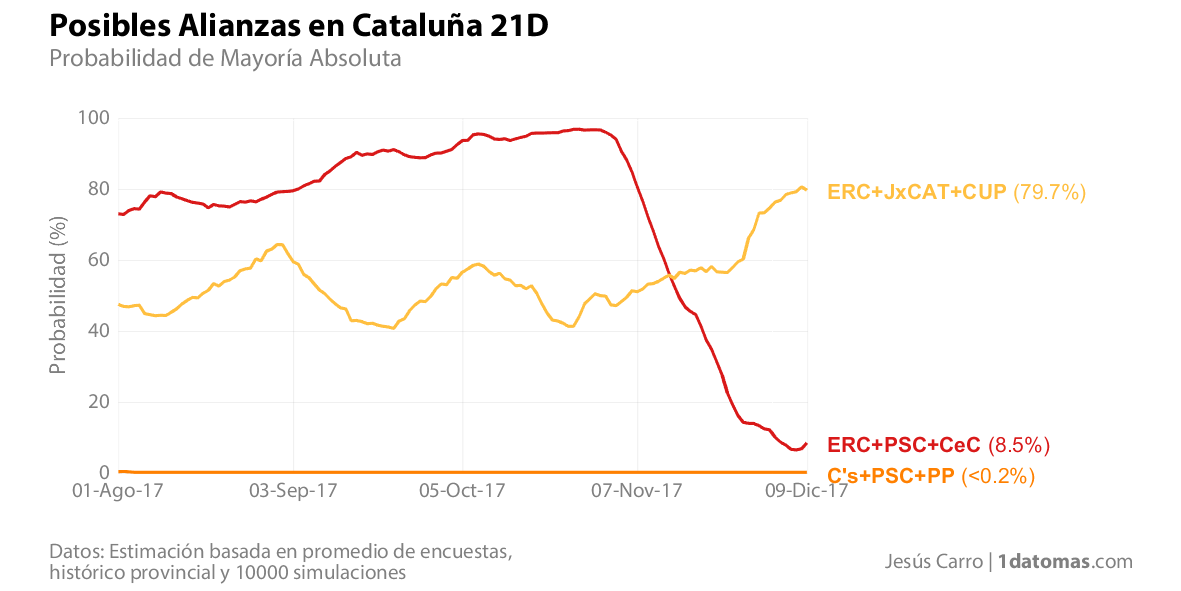 Posibles Alianzas en Cataluña 21D
Probabilidad de Mayoría Absoluta
Probabilidad (%)
100
80
60
40
20
0
01-Ago-17
03-Sep-17
05-Oct-17
07-Nov-17
09-Dic-17
ERC+JxCAT+CUP (79.7%)
ERC+PSC+CeC (8.5%)
C's+PSC+PP (<0.2%)
Datos: Estimación basada en promedio de encuestas,
histórico provincial y 10000 simulaciones
Jesús Carro | 1datomas.com